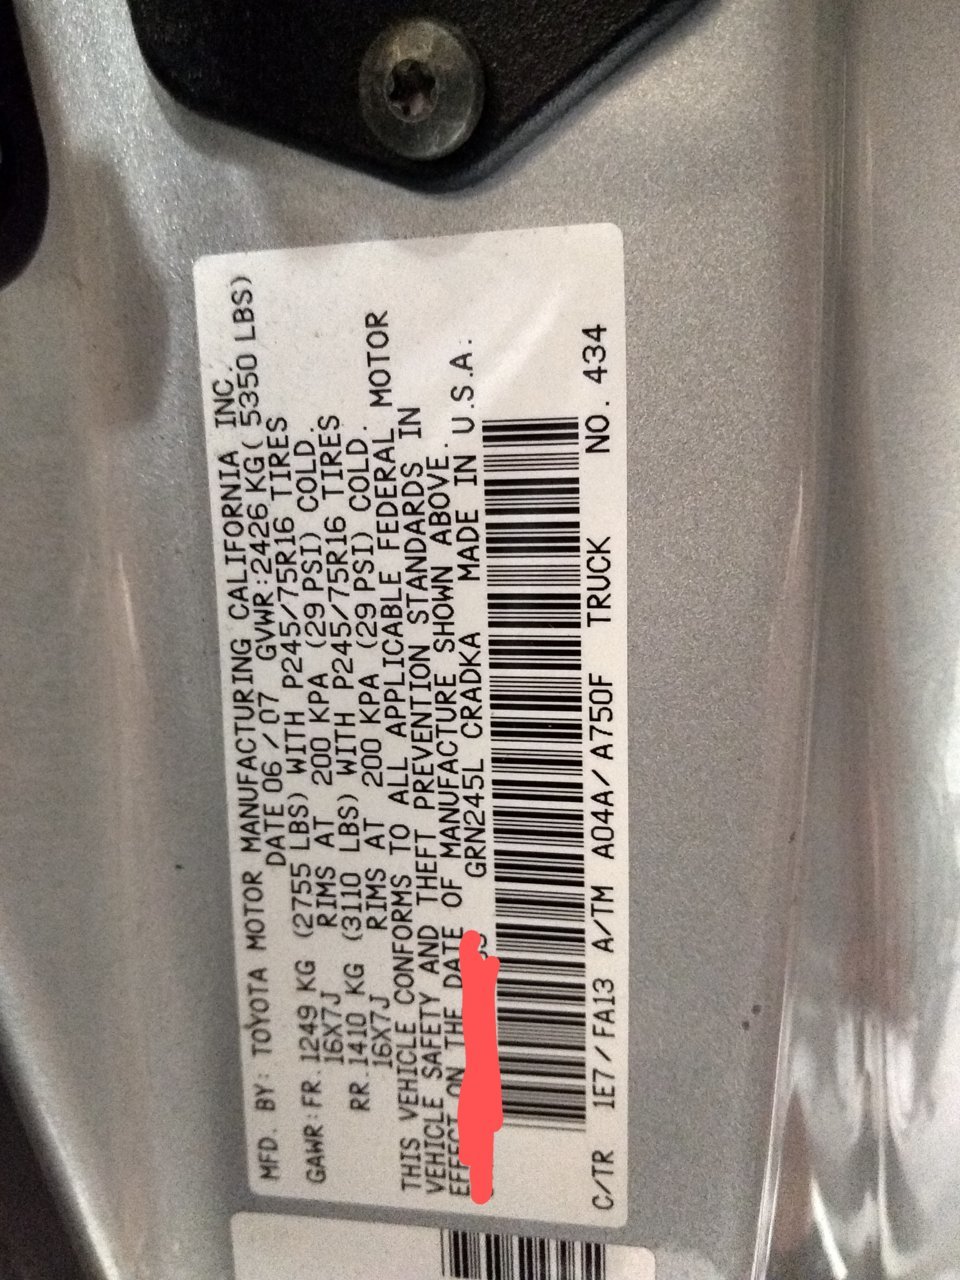 MFD. BY: TOYOTA MOTOR MANUFACTURING CALIFORNIA INC.
DATE 06/07 GVWR:2426 KG( 5350 LBS)
GAWR:FR.1249 KG (2755 LBS) WITH P245/75R16 TIRES
16X7J RIMS AT 200 KPA (29 PSI) COLD.
RR.1410 KG (3110 LBS) WITH P245/75R16 TIRES
16X7J RIMS AT 200 KPA (29 PSI) COLD.
THIS VEHICLE CONFORMS TO ALL APPLICABLE FEDERAL MOTOR
VEHICLE SAFETY AND THEFT PREVENTION STANDARDS IN
EFFECT ON THE DATE OF MANUFACTURE SHOWN ABOVE.
GRN245L CRADKA MADE IN U.S.A.
C/TR 1E7/FA13 A/TM A04A/A750F TRUCK NO. 434